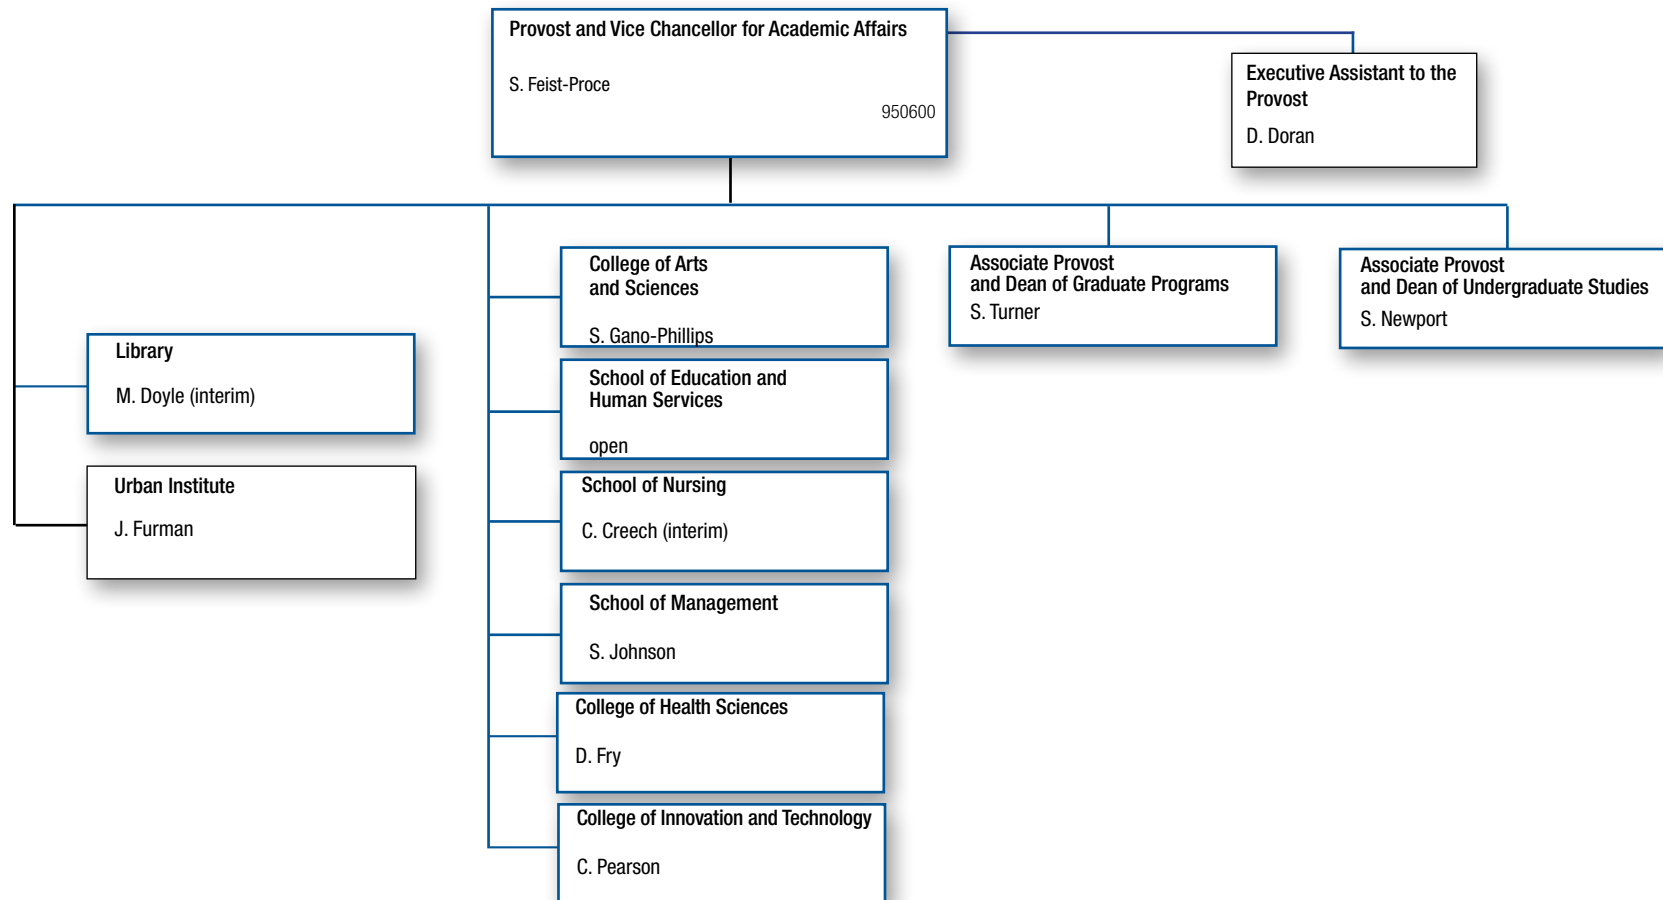 Provost and Vice Chancellor for Academic Affairs
S. Feist-Proce
950600
Executive Assistant to the
Provost
D. Doran
Library
M. Doyle (interim)
Urban Institute
J. Furman
College of Arts
and Sciences
S. Gano-Phillips
School of Education and
Human Services
open
School of Nursing
C. Creech (interim)
School of Management
S. Johnson
College of Health Sciences
D. Fry
College of Innovation and Technology
C. Pearson
Associate Provost
and Dean of Graduate Programs
S. Turner
Associate Provost
and Dean of Undergraduate Studies
S. Newport